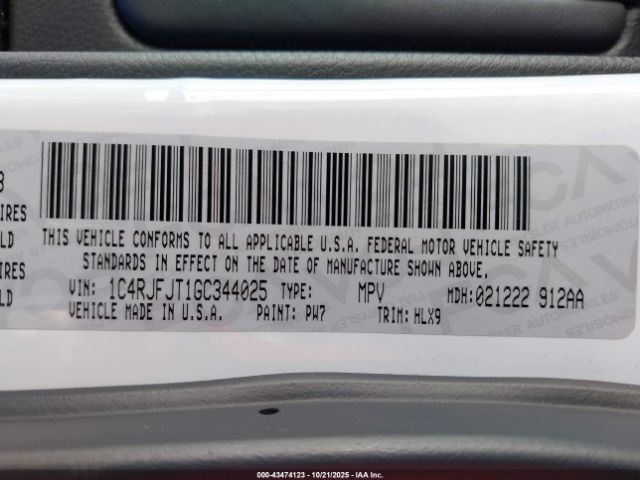 3
IRES
LD
IRES
LD
THIS VEHICLE CONFORMS TO ALL APPLICABLE U.S.A. FEDERAL MOTOR VEHICLE SAFETY
STANDARDS IN EFFECT ON THE DATE OF MANUFACTURE SHOWN ABOVE.
VIN: 1C4RJFJT1GC344025 TYPE: MPV MDH:021222 912AA
VEHICLE MADE IN U.S.A. PAINT: PW7 TRIM: HLX9
000-43474123 | 10/21/2025 | IAA Inc.